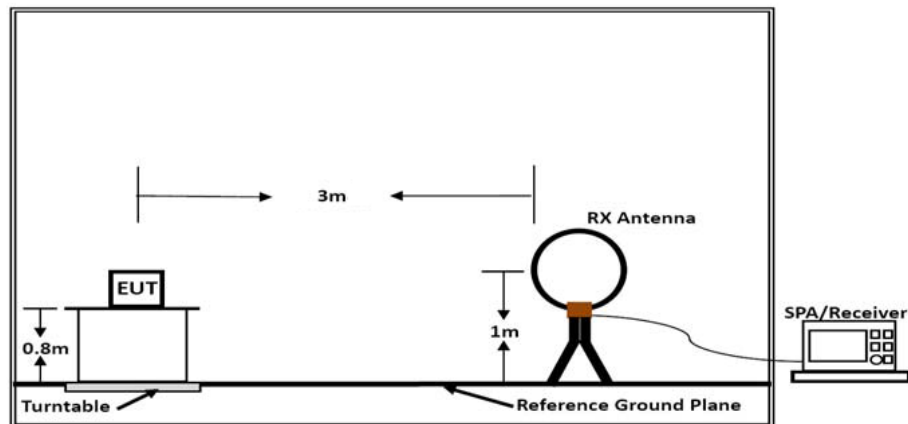 3m
RX Antenna
EUT
SPA/Receiver
1m
0.8m
Turntable
Reference Ground Plane